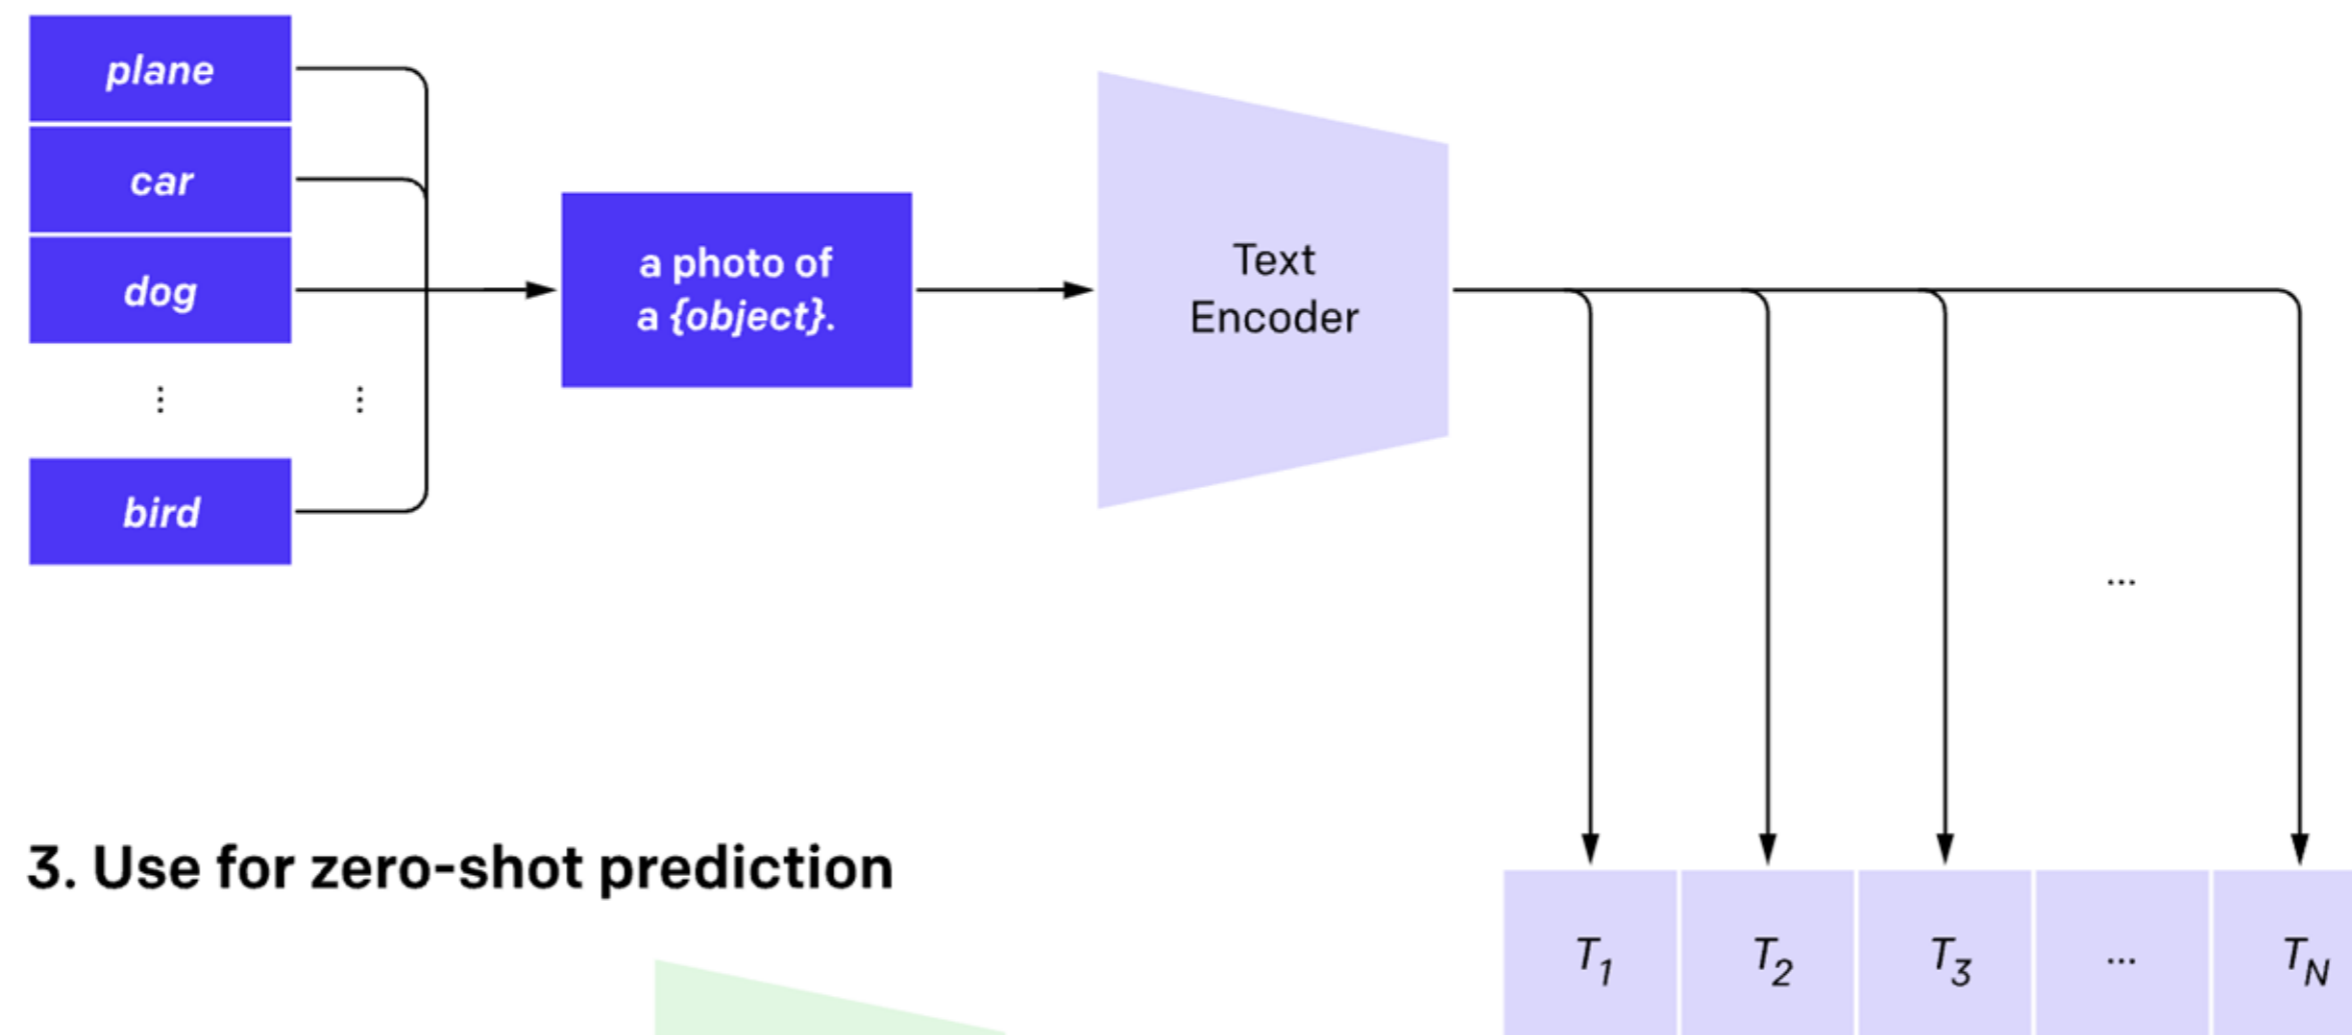 plane
car
dog
⋮ ⋮
bird
a photo of
a {object}.
Text
Encoder
...
3. Use for zero-shot prediction
T1 T2 T3 ... TN